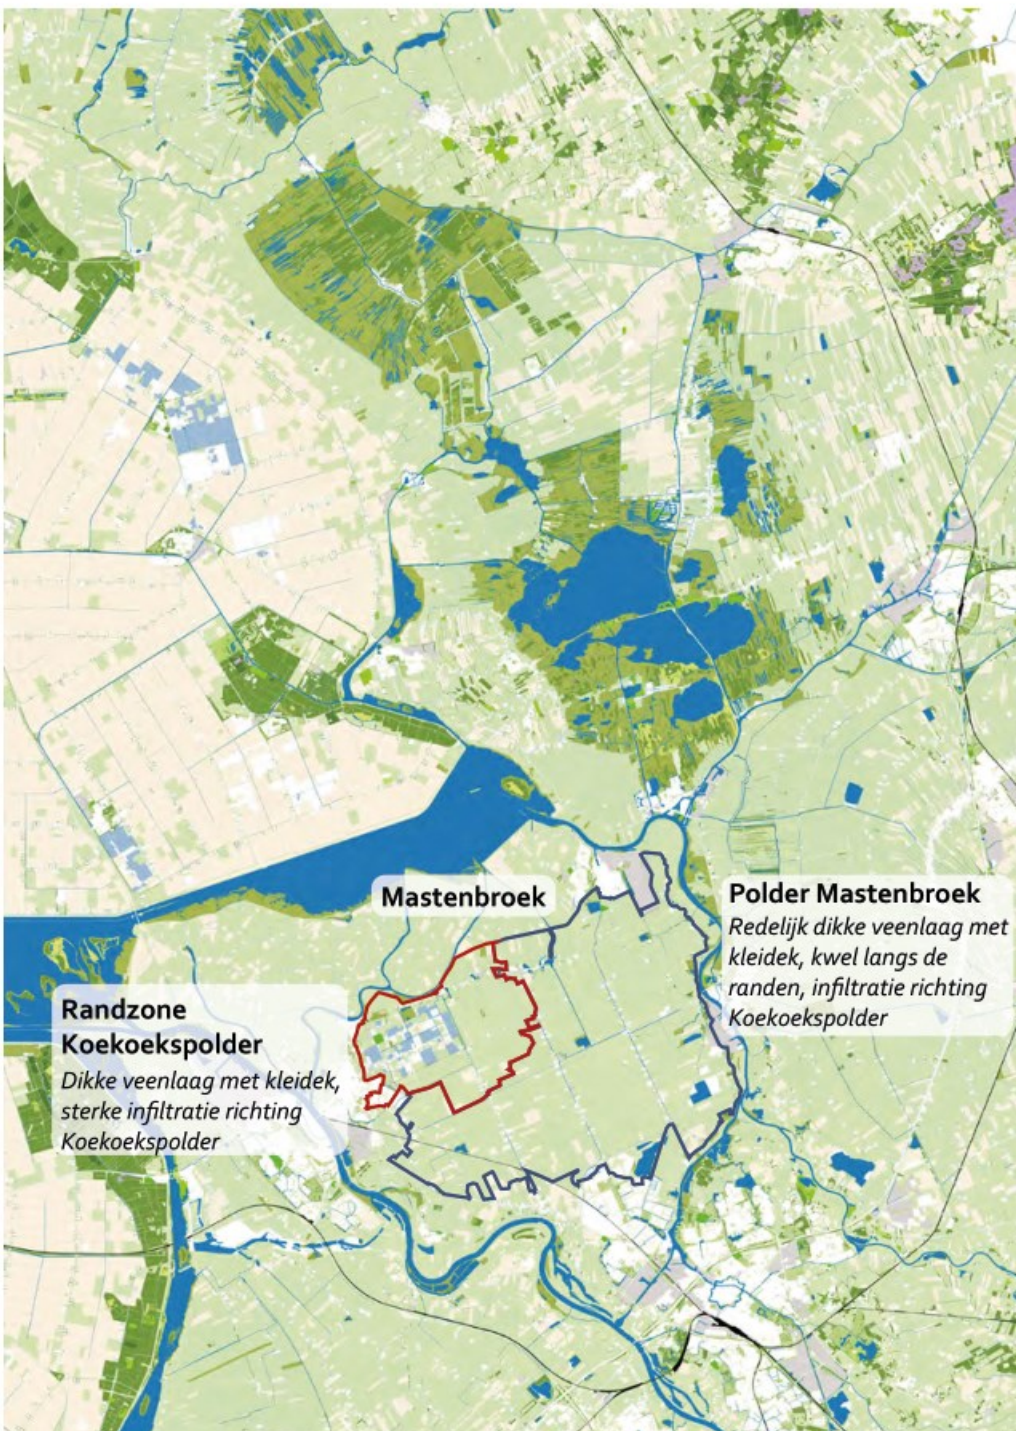 Mastenbroek
Polder Mastenbroek
Redelijk dikke veenlaag met
kleidek, kwel langs de
randen, infiltratie richting
Koekoekspolder
Randzone
Koekoekspolder
Dikke veenlaag met kleidek,
sterke infiltratie richting
Koekoekspolder